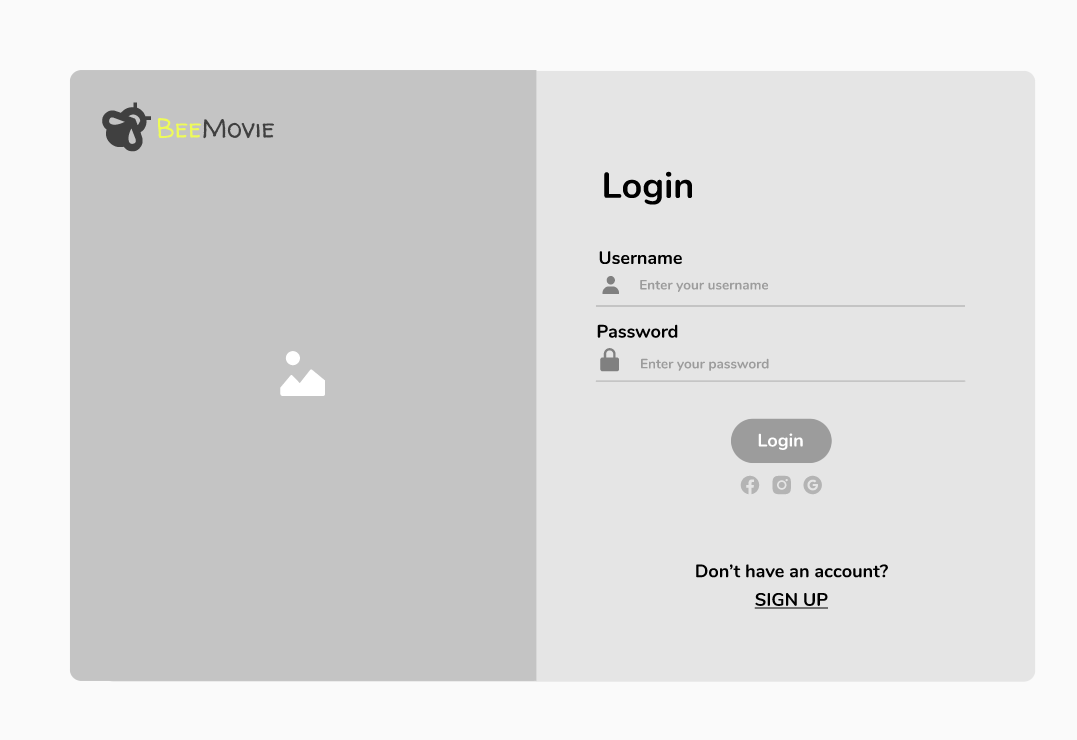 BEEMOVIE
Login
Username
Enter your username
Password
Enter your password
Login
Don’t have an account?
SIGN UP